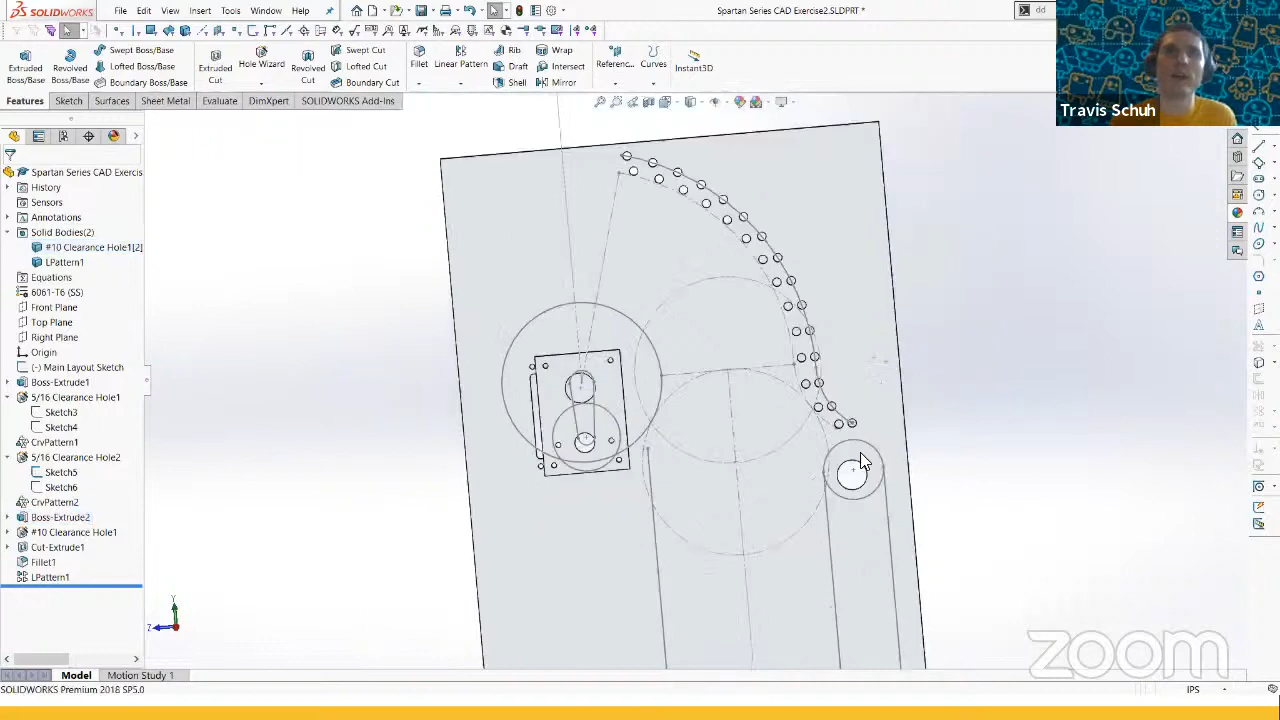 SOLIDWORKS
File Edit View Insert Tools Window Help
Spartan Series CAD Exercise2.SLDPRT *
dd
Extruded Boss/Base
Revolved Boss/Base
Swept Boss/Base
Lofted Boss/Base
Boundary Boss/Base
Extruded Cut
Hole Wizard
Revolved Cut
Swept Cut
Lofted Cut
Boundary Cut
Fillet
Linear Pattern
Rib
Draft
Shell
Wrap
Intersect
Mirror
Referenc...
Curves
Instant3D
Features Sketch Surfaces Sheet Metal Evaluate DimXpert SOLIDWORKS Add-Ins
Travis Schuh
Spartan Series CAD Exercis
History
Sensors
Annotations
Solid Bodies(2)
#10 Clearance Hole1[2]
LPattern1
Equations
6061-T6 (SS)
Front Plane
Top Plane
Right Plane
Origin
(-) Main Layout Sketch
Boss-Extrude1
5/16 Clearance Hole1
Sketch3
Sketch4
CrvPattern1
5/16 Clearance Hole2
Sketch5
Sketch6
CrvPattern2
Boss-Extrude2
#10 Clearance Hole1
Cut-Extrude1
Fillet1
LPattern1
Y
Z
zoom
Model Motion Study 1
SOLIDWORKS Premium 2018 SP5.0
IPS